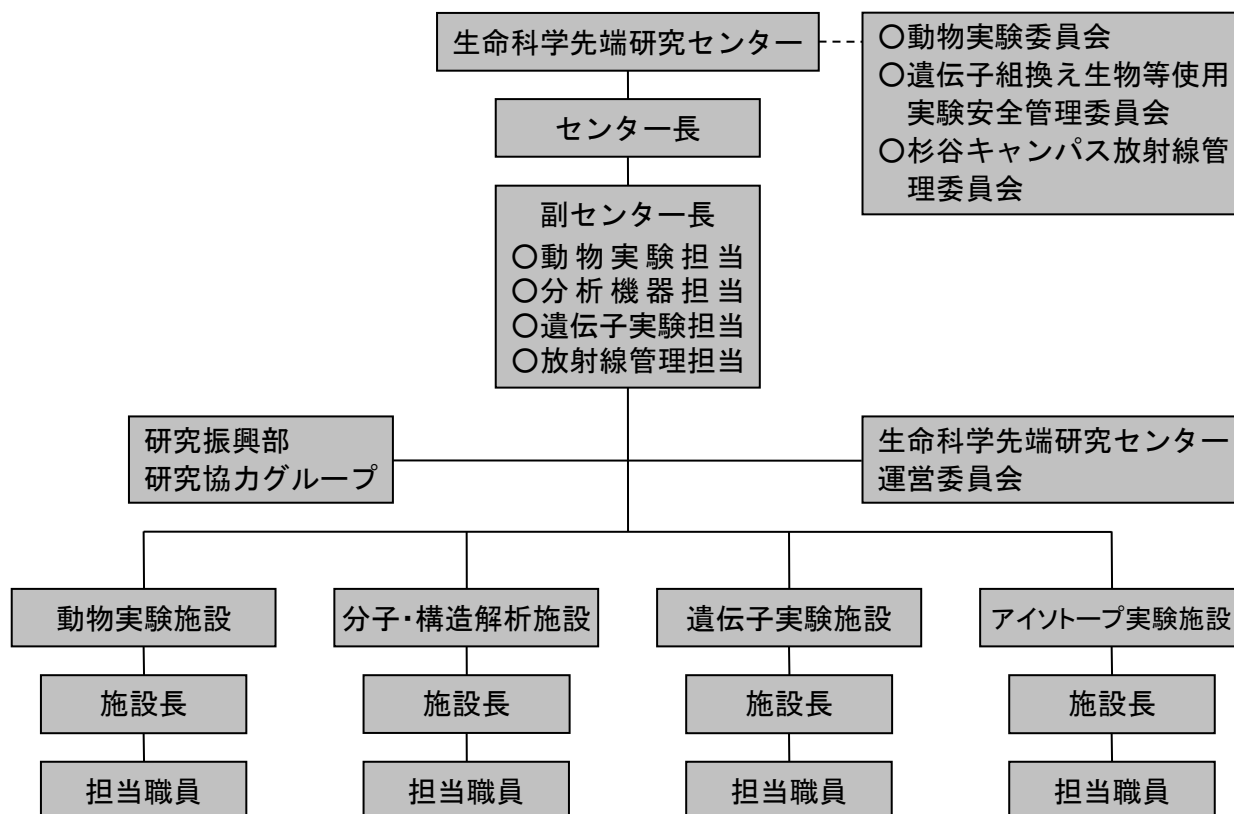 生命科学先端研究センター
○動物実験委員会
○遺伝子組換え生物等使用
実験安全管理委員会
○杉谷キャンパス放射線管
理委員会
センター長
副センター長
○動物実験担当
○分析機器担当
○遺伝子実験担当
○放射線管理担当
研究振興部
研究協力グループ
生命科学先端研究センター
運営委員会
動物実験施設
分子・構造解析施設
遺伝子実験施設
アイソトープ実験施設
施設長
施設長
施設長
施設長
担当職員
担当職員
担当職員
担当職員